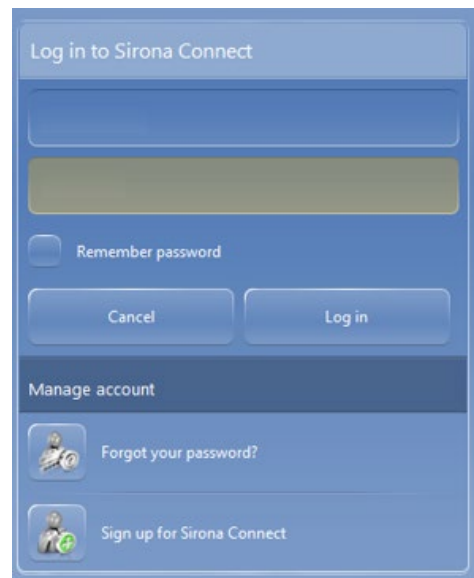 Log in to Sirona Connect
Remember password
Cancel
Log in
Manage account
Forgot your password?
Sign up for Sirona Connect